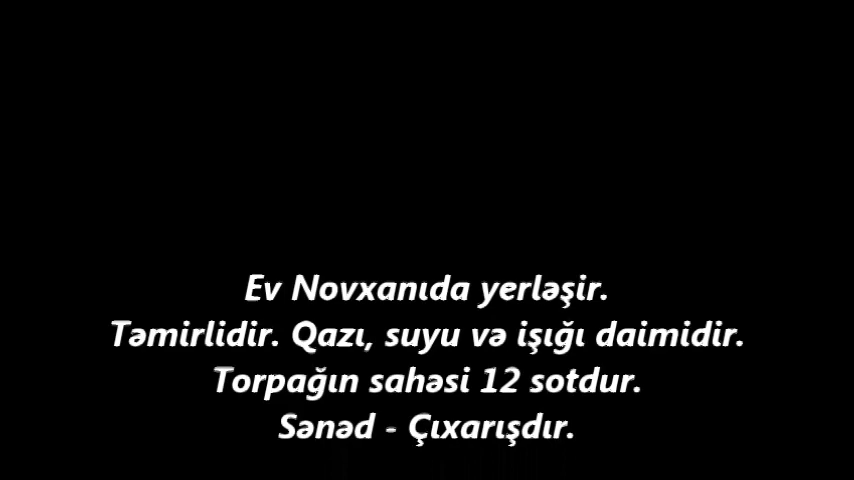 Ev Novxanıda yerləşir.
Təmirlidir. Qazı, suyu və işığı daimidir.
Torpağın sahəsi 12 sotdur.
Sənəd - Çıxarışdır.